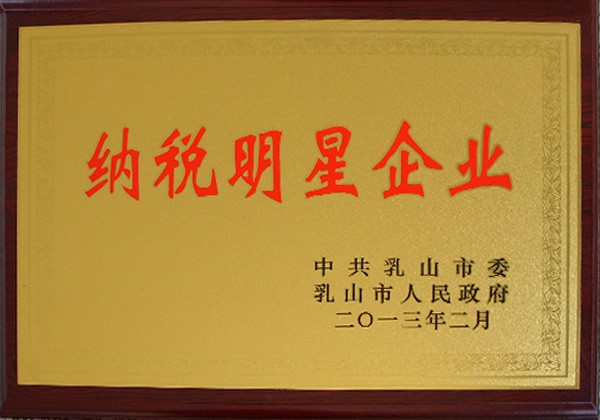 纳税明星企业
中共乳山市委
乳山市人民政府
二〇一三年二月